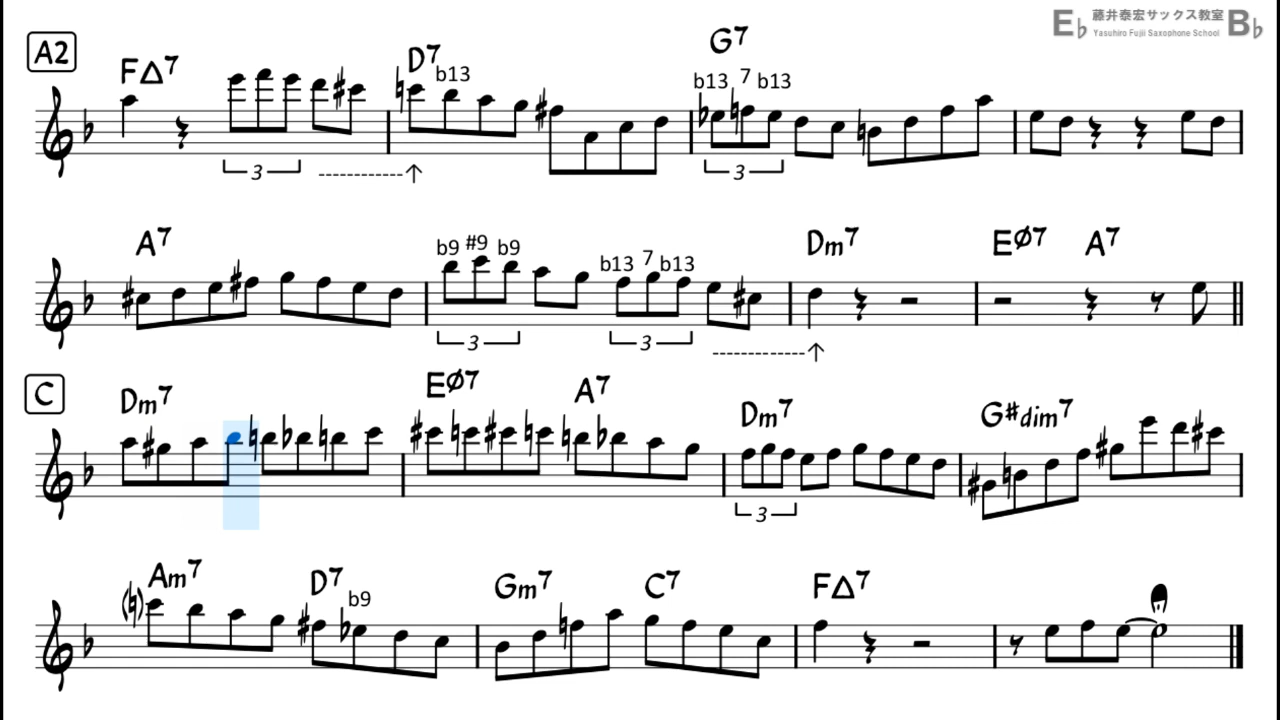 E♭ 藤井泰宏サックス教室 B♭
Yasuhiro Fujii Saxophone School
A2
F△7 D7 G7
b13 b13 7 b13
3 3
A7 Dm7 EØ7 A7
b9 #9 b9 b13 7 b13
3 3
C
Dm7 EØ7 A7 Dm7 G#dim7
3
Am7 D7 Gm7 C7 F△7
b9